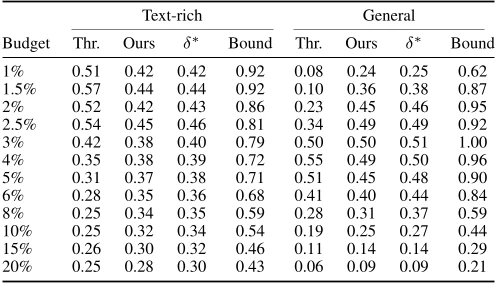 Text-rich General
Budget Thr. Ours δ* Bound Thr. Ours δ* Bound
1% 0.51 0.42 0.42 0.92 0.08 0.24 0.25 0.62
1.5% 0.57 0.44 0.44 0.92 0.10 0.36 0.38 0.87
2% 0.52 0.42 0.43 0.86 0.23 0.45 0.46 0.95
2.5% 0.54 0.45 0.46 0.81 0.34 0.49 0.49 0.92
3% 0.42 0.38 0.40 0.79 0.50 0.50 0.51 1.00
4% 0.35 0.38 0.39 0.72 0.55 0.49 0.50 0.96
5% 0.31 0.37 0.38 0.71 0.51 0.45 0.48 0.90
6% 0.28 0.35 0.36 0.68 0.41 0.40 0.44 0.84
8% 0.25 0.34 0.35 0.59 0.28 0.31 0.37 0.59
10% 0.25 0.32 0.34 0.54 0.19 0.25 0.27 0.44
15% 0.26 0.30 0.32 0.46 0.11 0.14 0.14 0.29
20% 0.25 0.28 0.30 0.43 0.06 0.09 0.09 0.21